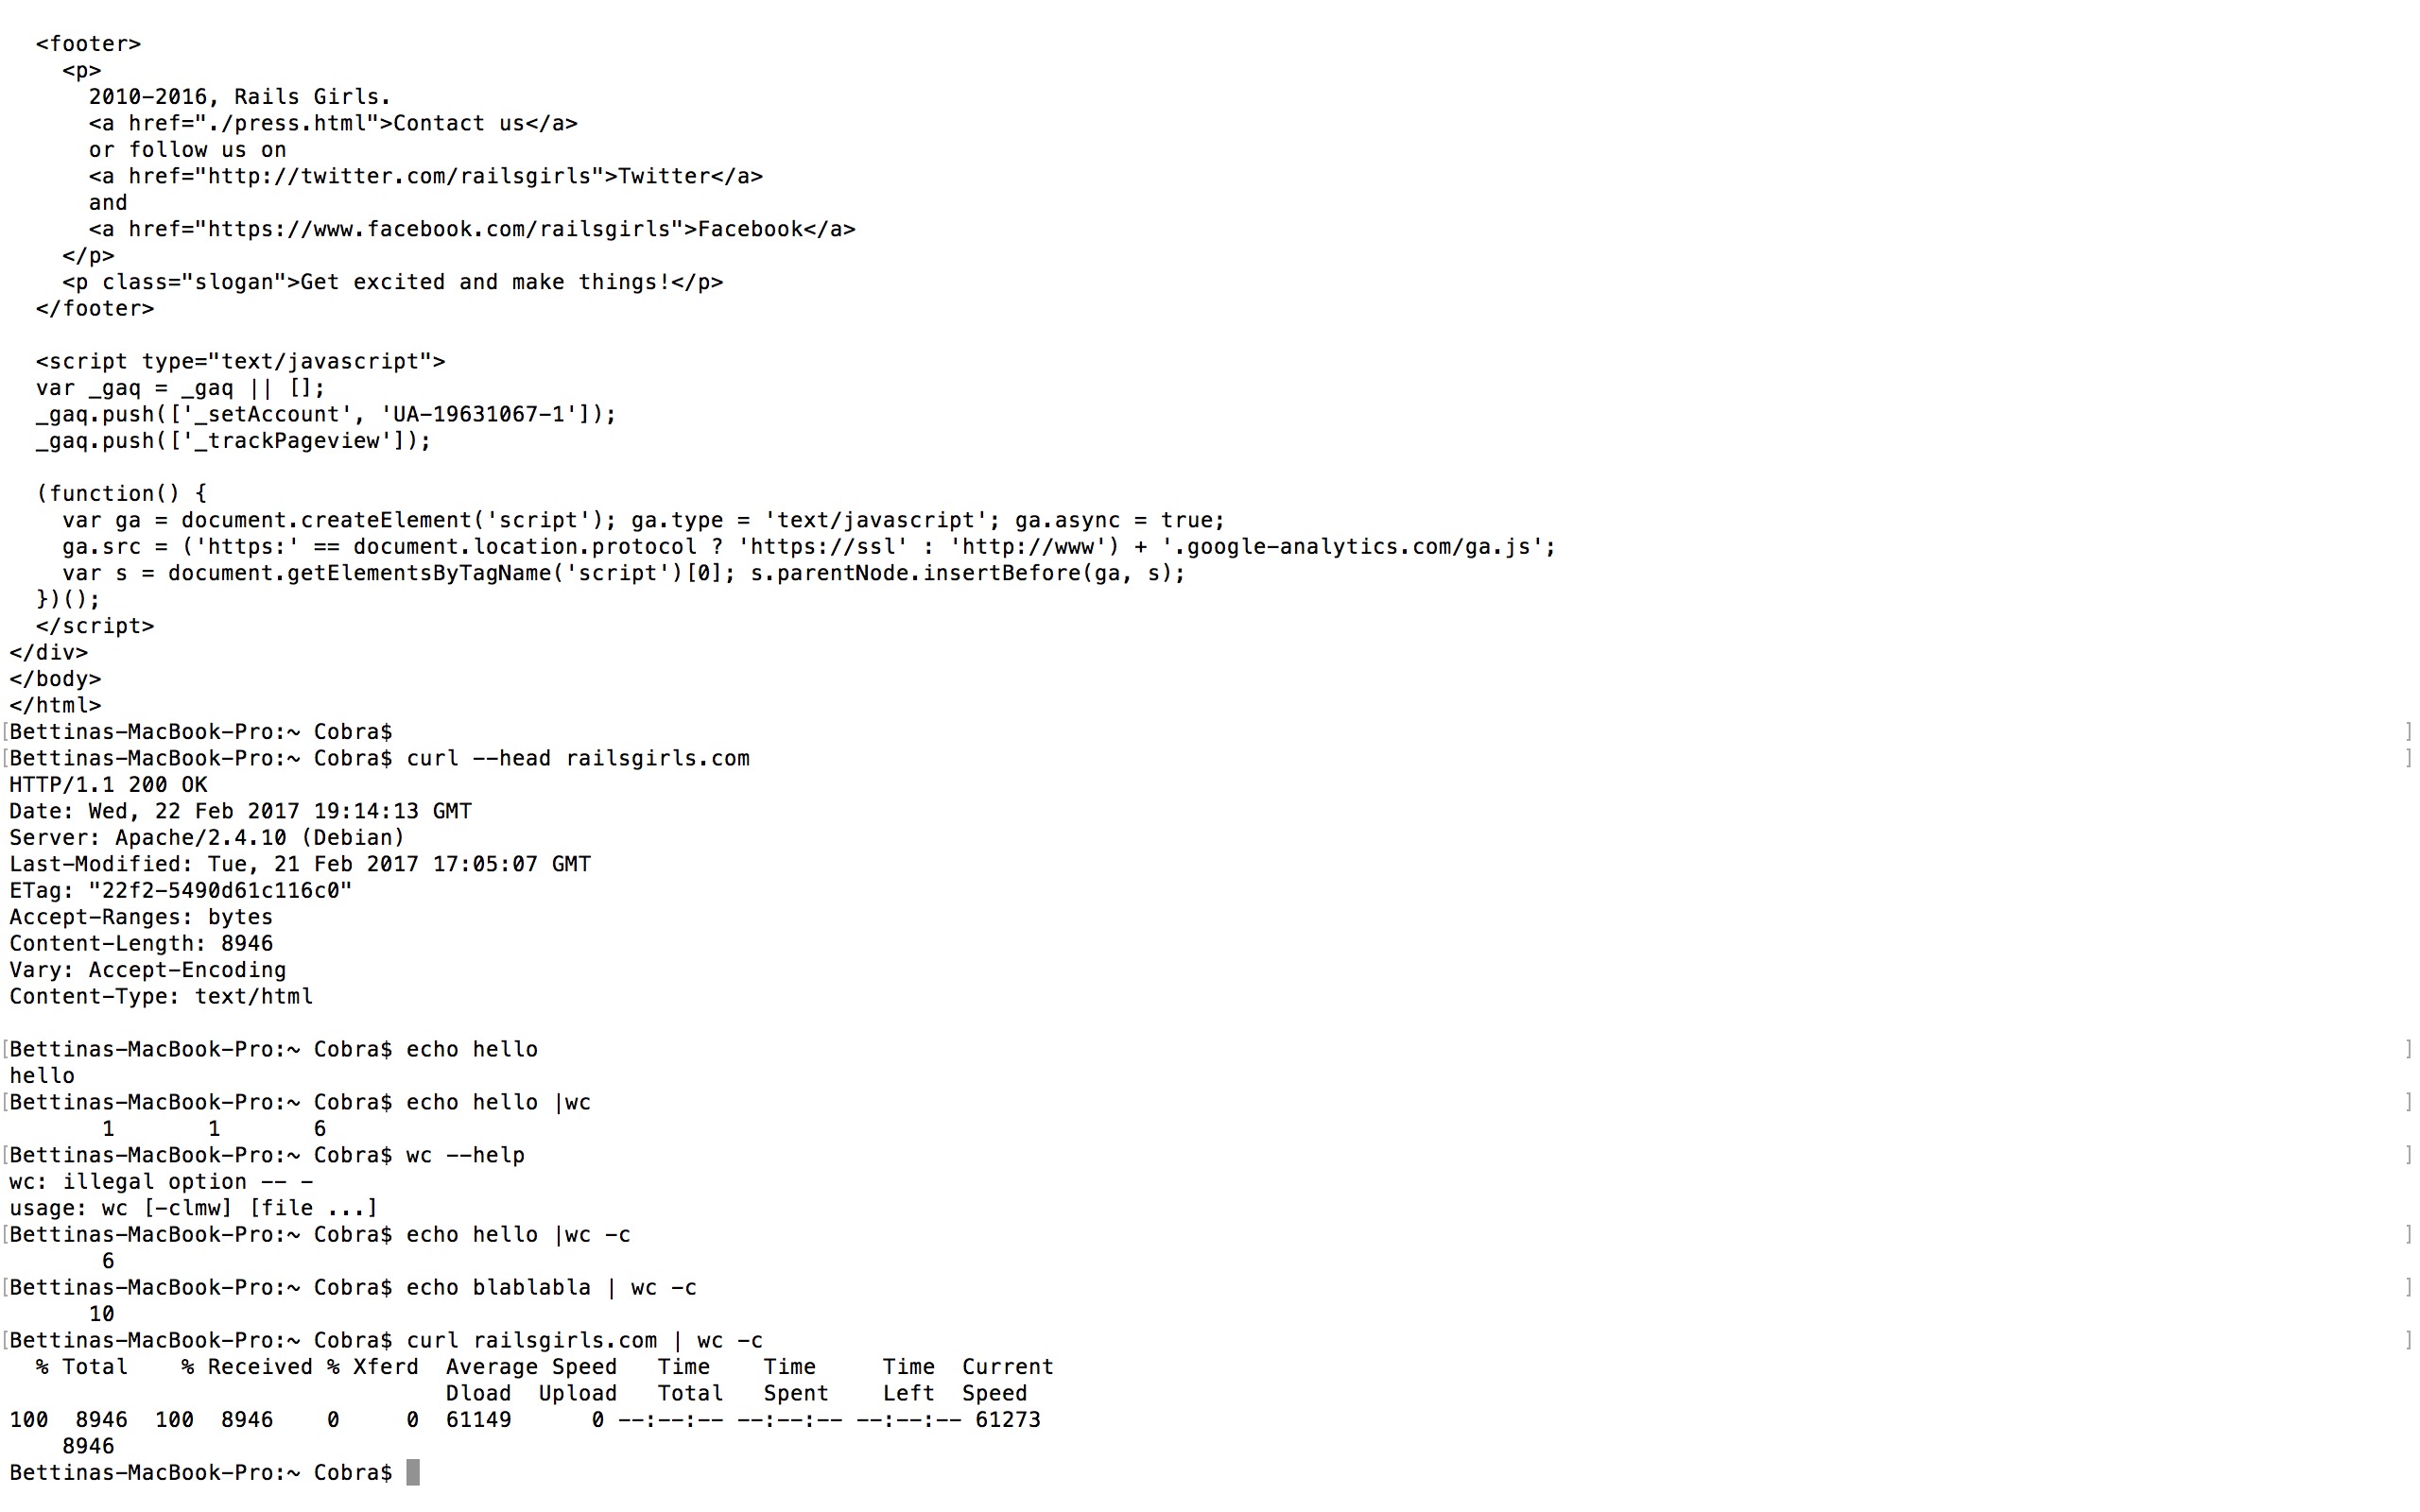 <footer>
    <p>
      2010-2016, Rails Girls.
      <a href="./press.html">Contact us</a>
      or follow us on
      <a href="http://twitter.com/railsgirls">Twitter</a>
      and
      <a href="https://www.facebook.com/railsgirls">Facebook</a>
    </p>
    <p class="slogan">Get excited and make things!</p>
  </footer>

  <script type="text/javascript">
  var _gaq = _gaq || [];
  _gaq.push(['_setAccount', 'UA-19631067-1']);
  _gaq.push(['_trackPageview']);

  (function() {
    var ga = document.createElement('script'); ga.type = 'text/javascript'; ga.async = true;
    ga.src = ('https:' == document.location.protocol ? 'https://ssl' : 'http://www') + '.google-analytics.com/ga.js';
    var s = document.getElementsByTagName('script')[0]; s.parentNode.insertBefore(ga, s);
  })();
  </script>
</div>
</body>
</html>
[Bettinas-MacBook-Pro:~ Cobra$ ]
[Bettinas-MacBook-Pro:~ Cobra$ curl --head railsgirls.com ]
HTTP/1.1 200 OK
Date: Wed, 22 Feb 2017 19:14:13 GMT
Server: Apache/2.4.10 (Debian)
Last-Modified: Tue, 21 Feb 2017 17:05:07 GMT
ETag: "22f2-5490d61c116c0"
Accept-Ranges: bytes
Content-Length: 8946
Vary: Accept-Encoding
Content-Type: text/html

[Bettinas-MacBook-Pro:~ Cobra$ echo hello ]
hello
[Bettinas-MacBook-Pro:~ Cobra$ echo hello |wc ]
       1       1       6
[Bettinas-MacBook-Pro:~ Cobra$ wc --help ]
wc: illegal option -- -
usage: wc [-clmw] [file ...]
[Bettinas-MacBook-Pro:~ Cobra$ echo hello |wc -c ]
       6
[Bettinas-MacBook-Pro:~ Cobra$ echo blablabla | wc -c ]
      10
[Bettinas-MacBook-Pro:~ Cobra$ curl railsgirls.com | wc -c ]
  % Total    % Received % Xferd  Average Speed   Time    Time     Time  Current
                                 Dload  Upload   Total   Spent    Left  Speed
100  8946  100  8946    0     0  61149      0 --:--:-- --:--:-- --:--:-- 61273
    8946
Bettinas-MacBook-Pro:~ Cobra$